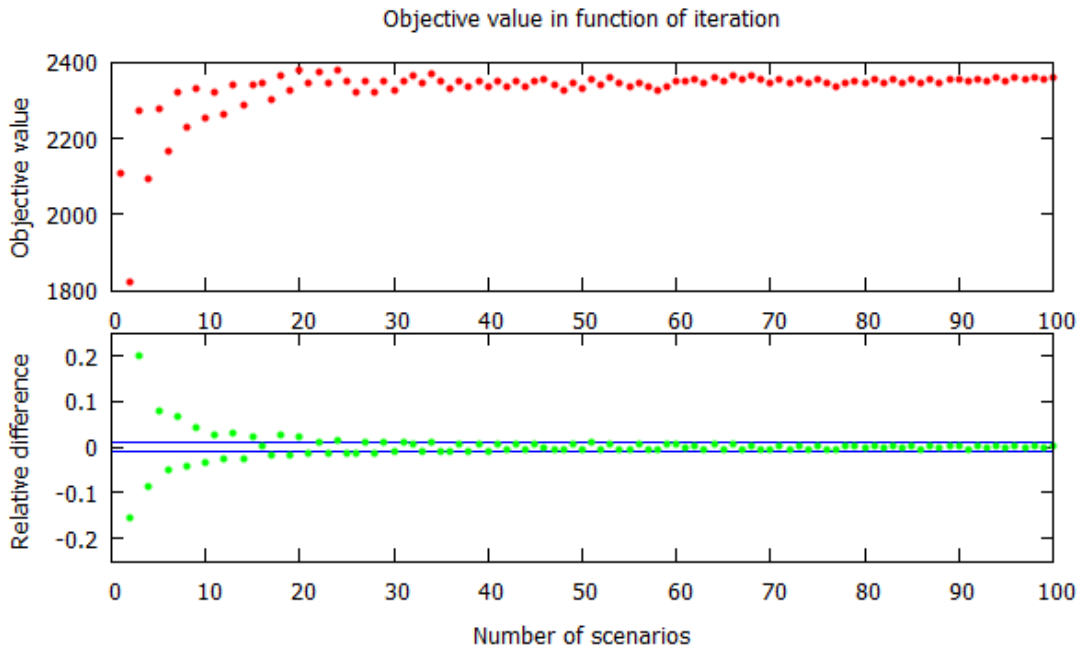 Objective value in function of iteration
Objective value
2400
2200
2000
1800
0 10 20 30 40 50 60 70 80 90 100
Relative difference
0.2
0.1
0
-0.1
-0.2
0 10 20 30 40 50 60 70 80 90 100
Number of scenarios